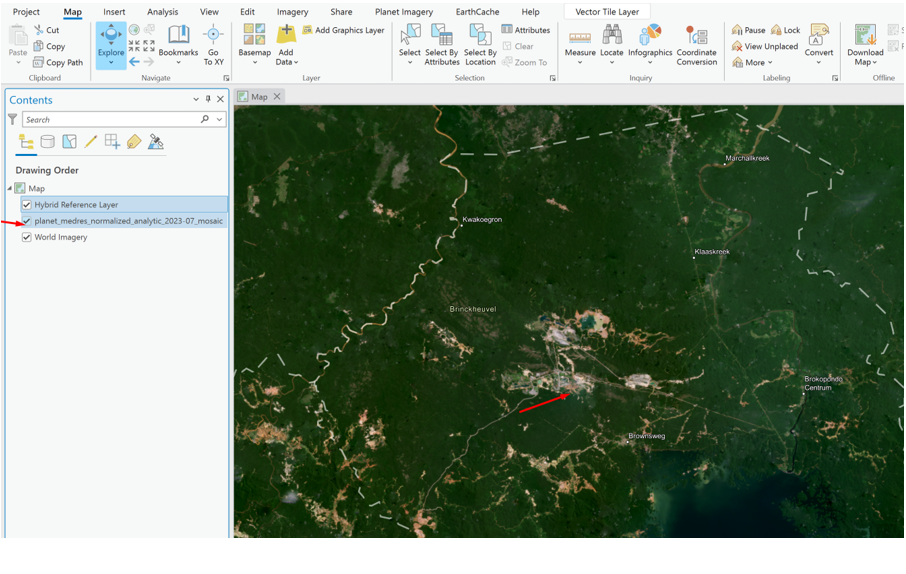 Project Map Insert Analysis View Edit Imagery Share Planet Imagery EarthCache Help Vector Tile Layer
Paste
Cut
Copy
Copy Path
Clipboard
Explore
Bookmarks
Go
To XY
Navigate
Basemap
Add
Data
Add Graphics Layer
Layer
Select
Select By
Attributes
Select By
Location
Attributes
Clear
Zoom To
Selection
Measure
Locate
Infographics
Coordinate
Conversion
Inquiry
Pause
Lock
View Unplaced
More
Convert
Labeling
Download
Map
Offline
Contents
Search
Drawing Order
Map
Hybrid Reference Layer
planet_medres_normalized_analytic_2023-07_mosaic
World Imagery
Map
Marchallkreek
Kwakoegron
Klaaskreek
Brinckheuvel
Brokopondo
Centrum
Brownsweg